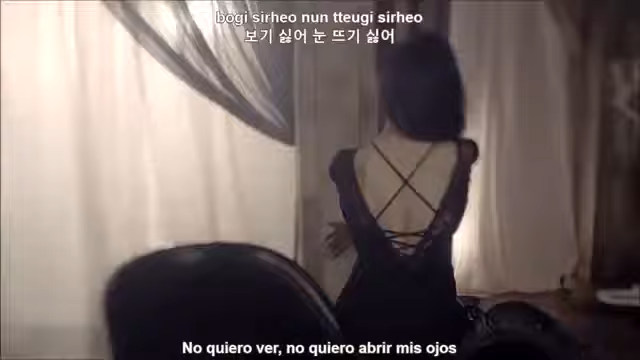 bogi sirheo nun tteugi sirheo
보기 싫어 눈 뜨기 싫어
No quiero ver, no quiero abrir mis ojos